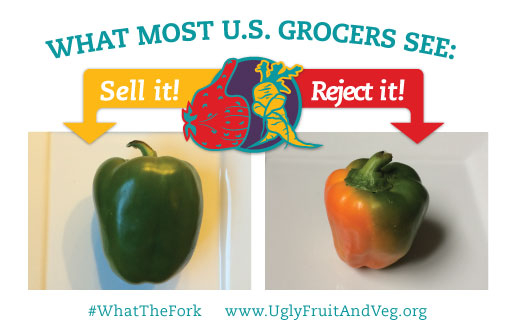 WHAT MOST U.S. GROCERS SEE:
Sell it!
Reject it!
#WhatTheFork www.UglyFruitAndVeg.org